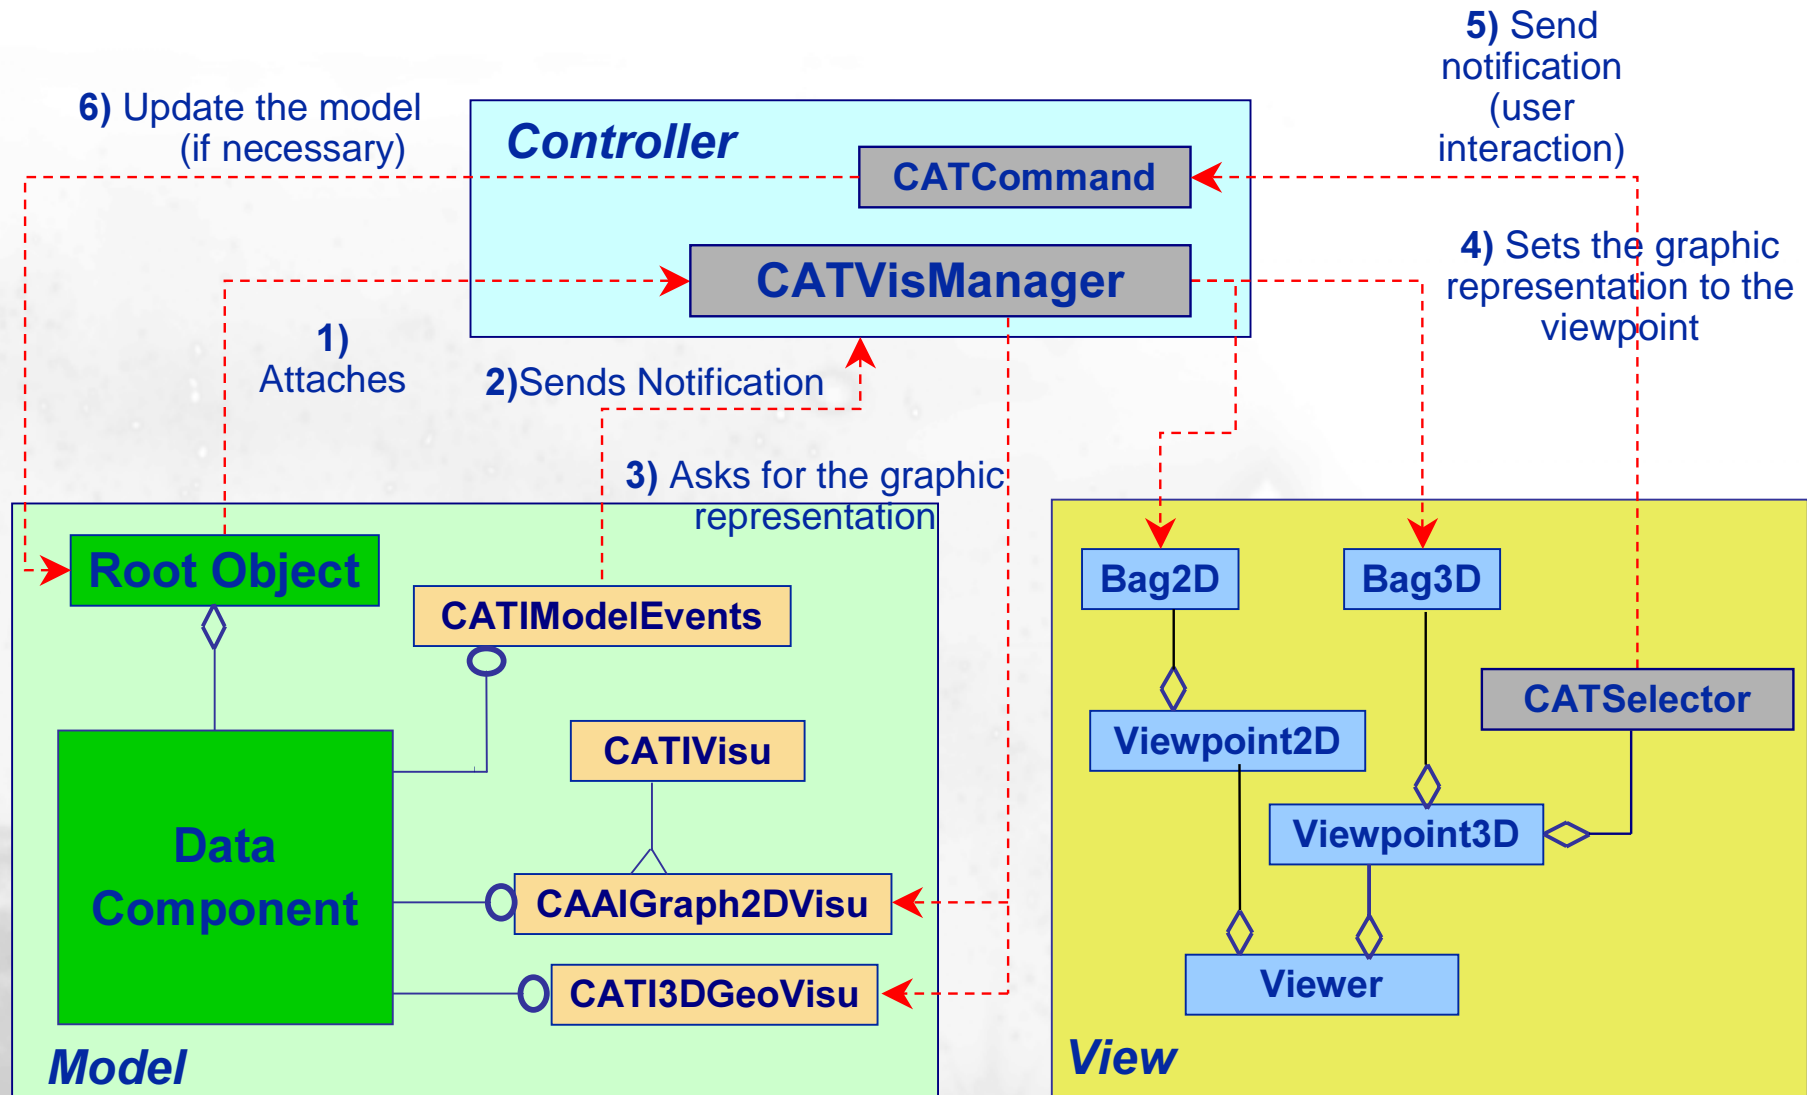 5) Send
notification
(user
interaction)
6) Update the model
(if necessary)
Controller
CATCommand
CATVisManager
4) Sets the graphic
representation to the
viewpoint
1)
Attaches
2)Sends Notification
3) Asks for the graphic
representation
Root Object
CATIModelEvents
CATIVisu
Data
Component
CAAIGraph2DVisu
CATI3DGeoVisu
Model
Bag2D
Bag3D
CATSelector
Viewpoint2D
Viewpoint3D
Viewer
View